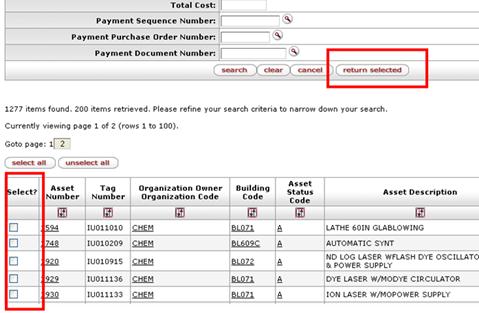 Total Cost:
Payment Sequence Number:
Payment Purchase Order Number:
Payment Document Number:
search clear cancel return selected
1277 items found. 200 items retrieved. Please refine your search criteria to narrow down your search.
Currently viewing page 1 of 2 (rows 1 to 100).
Goto page: 1 2
select all unselect all
Select? Asset Number Tag Number Organization Owner Organization Code Building Code Asset Status Code Asset Description
594 IU011010 CHEM BL071 A LATHE 60IN GLABLOWING
748 IU010209 CHEM BL609C A AUTOMATIC SYNT
920 IU010915 CHEM BL072 A ND LOG LASER WFLASH DYE OSCILLATO & POWER SUPPLY
929 IU011136 CHEM BL071 A DYE LASER W/MODYE CIRCULATOR
930 IU011133 CHEM BL071 A ION LASER W/MOPOWER SUPPLY